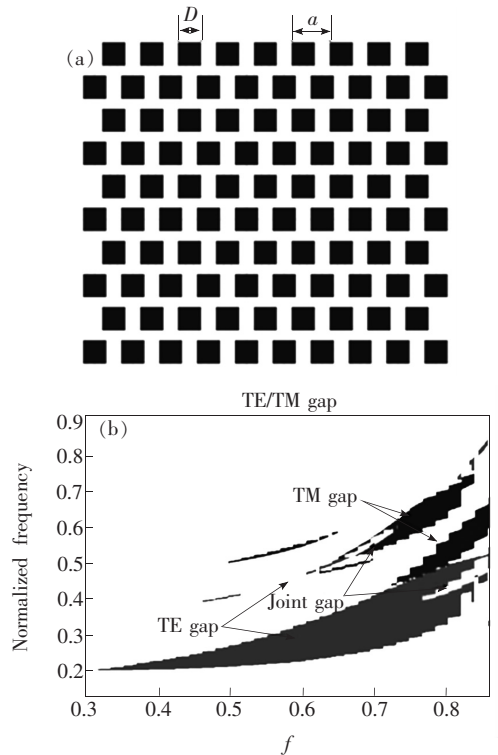 D
a
(a)
TE/TM gap
(b)
Normalized frequency
0.9
0.8
0.7
0.6
0.5
0.4
0.3
0.2
TM gap
Joint gap
TE gap
0.3 0.4 0.5 0.6 0.7 0.8
f